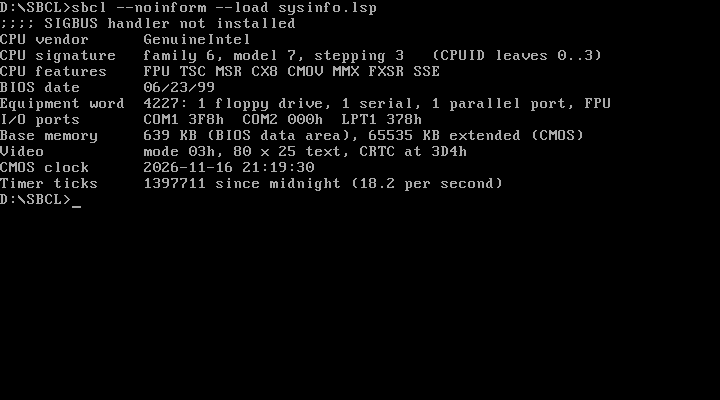 D:\SBCL>sbcl --noinform --load sysinfo.lsp
;;;; SIGBUS handler not installed
CPU vendor     GenuineIntel
CPU signature  family 6, model 7, stepping 3   (CPUID leaves 0..3)
CPU features   FPU TSC MSR CX8 CMOV MMX FXSR SSE
BIOS date      06/23/99
Equipment word  4227: 1 floppy drive, 1 serial, 1 parallel port, FPU
I/O ports      COM1 3F8h  COM2 000h  LPT1 378h
Base memory    639 KB (BIOS data area), 65535 KB extended (CMOS)
Video          mode 03h, 80 x 25 text, CRTC at 3D4h
CMOS clock     2026-11-16 21:19:30
Timer ticks    1397711 since midnight (18.2 per second)
D:\SBCL>_